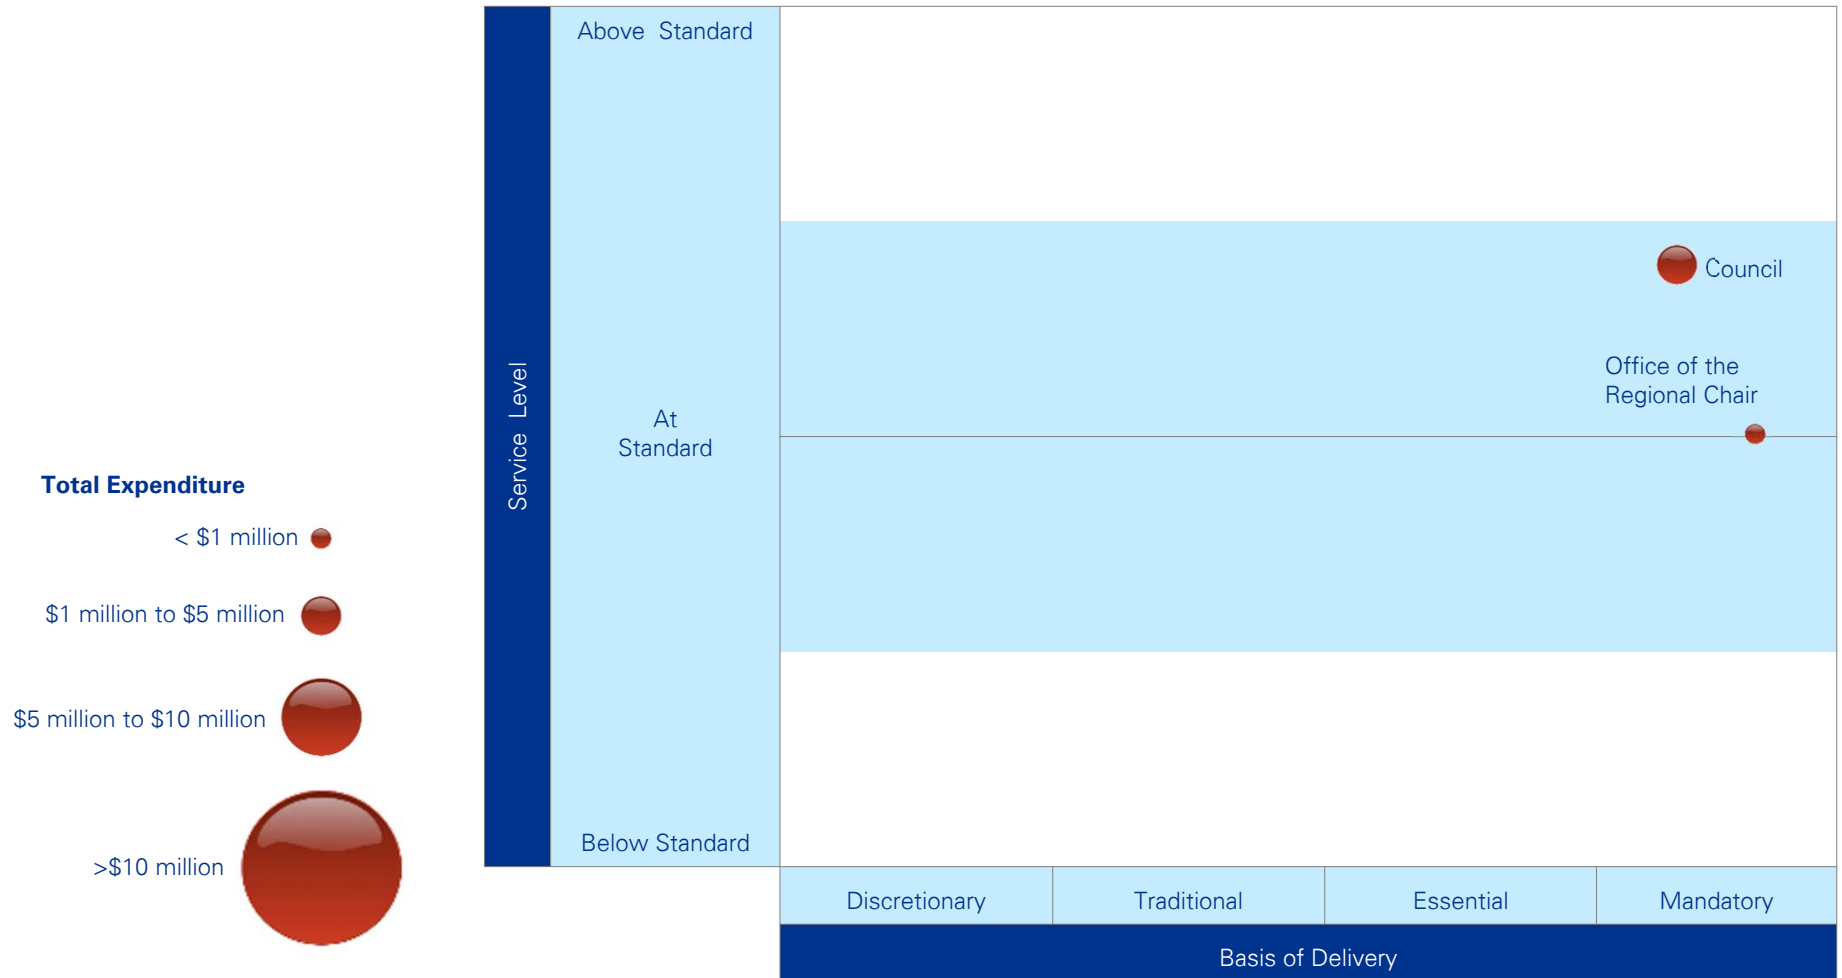 Above Standard
Council
Office of the
Regional Chair
Service Level
At
Standard
Total Expenditure
< $1 million
$1 million to $5 million
$5 million to $10 million
>$10 million
Below Standard
Discretionary
Traditional
Essential
Mandatory
Basis of Delivery